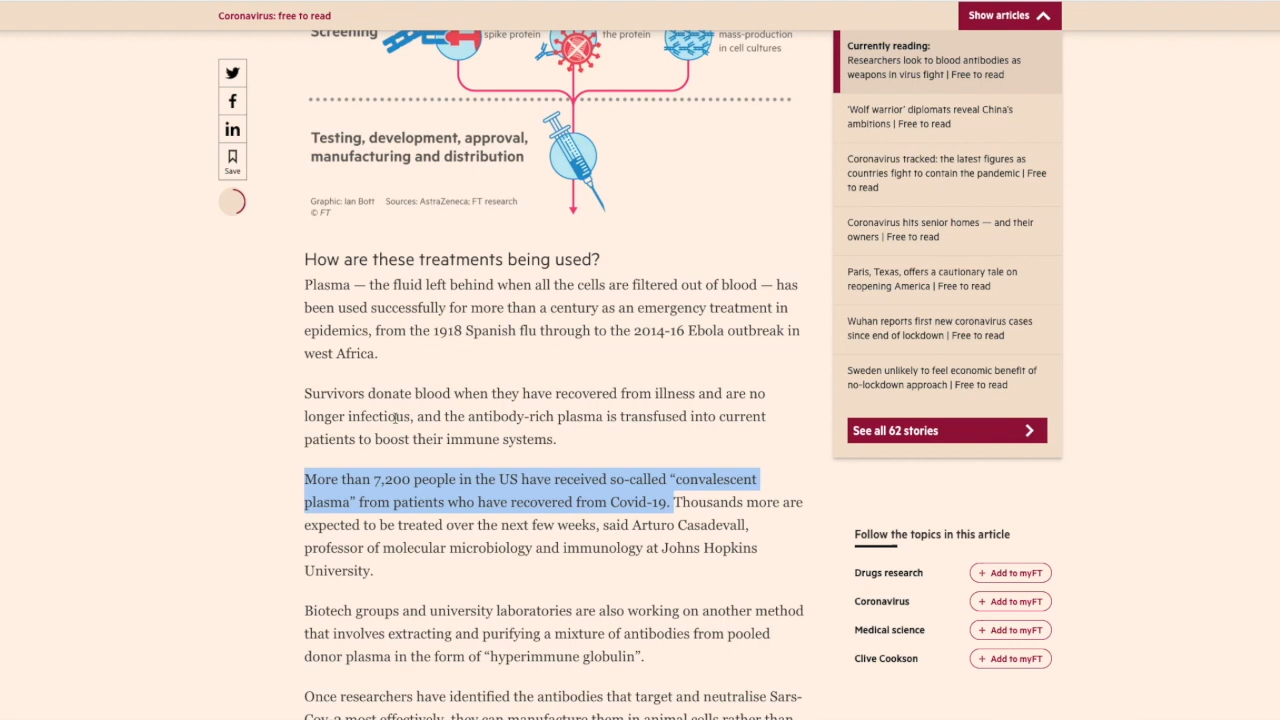 Coronavirus: free to read
Show articles
Screening
spike protein
the protein
mass-production
in cell cultures
Testing, development, approval,
manufacturing and distribution
Graphic: Ian Bott Sources: AstraZeneca; FT research
© FT
Save
How are these treatments being used?
Plasma — the fluid left behind when all the cells are filtered out of blood — has
been used successfully for more than a century as an emergency treatment in
epidemics, from the 1918 Spanish flu through to the 2014-16 Ebola outbreak in
west Africa.
Survivors donate blood when they have recovered from illness and are no
longer infectious, and the antibody-rich plasma is transfused into current
patients to boost their immune systems.
More than 7,200 people in the US have received so-called “convalescent
plasma” from patients who have recovered from Covid-19. Thousands more are
expected to be treated over the next few weeks, said Arturo Casadevall,
professor of molecular microbiology and immunology at Johns Hopkins
University.
Biotech groups and university laboratories are also working on another method
that involves extracting and purifying a mixture of antibodies from pooled
donor plasma in the form of “hyperimmune globulin”.
Once researchers have identified the antibodies that target and neutralise Sars-
Cov-2 most effectively, they can manufacture them in animal cells rather than
Currently reading:
Researchers look to blood antibodies as
weapons in virus fight | Free to read
‘Wolf warrior’ diplomats reveal China’s
ambitions | Free to read
Coronavirus tracked: the latest figures as
countries fight to contain the pandemic | Free
to read
Coronavirus hits senior homes — and their
owners | Free to read
Paris, Texas, offers a cautionary tale on
reopening America | Free to read
Wuhan reports first new coronavirus cases
since end of lockdown | Free to read
Sweden unlikely to feel economic benefit of
no-lockdown approach | Free to read
See all 62 stories
Follow the topics in this article
Drugs research + Add to myFT
Coronavirus + Add to myFT
Medical science + Add to myFT
Clive Cookson + Add to myFT